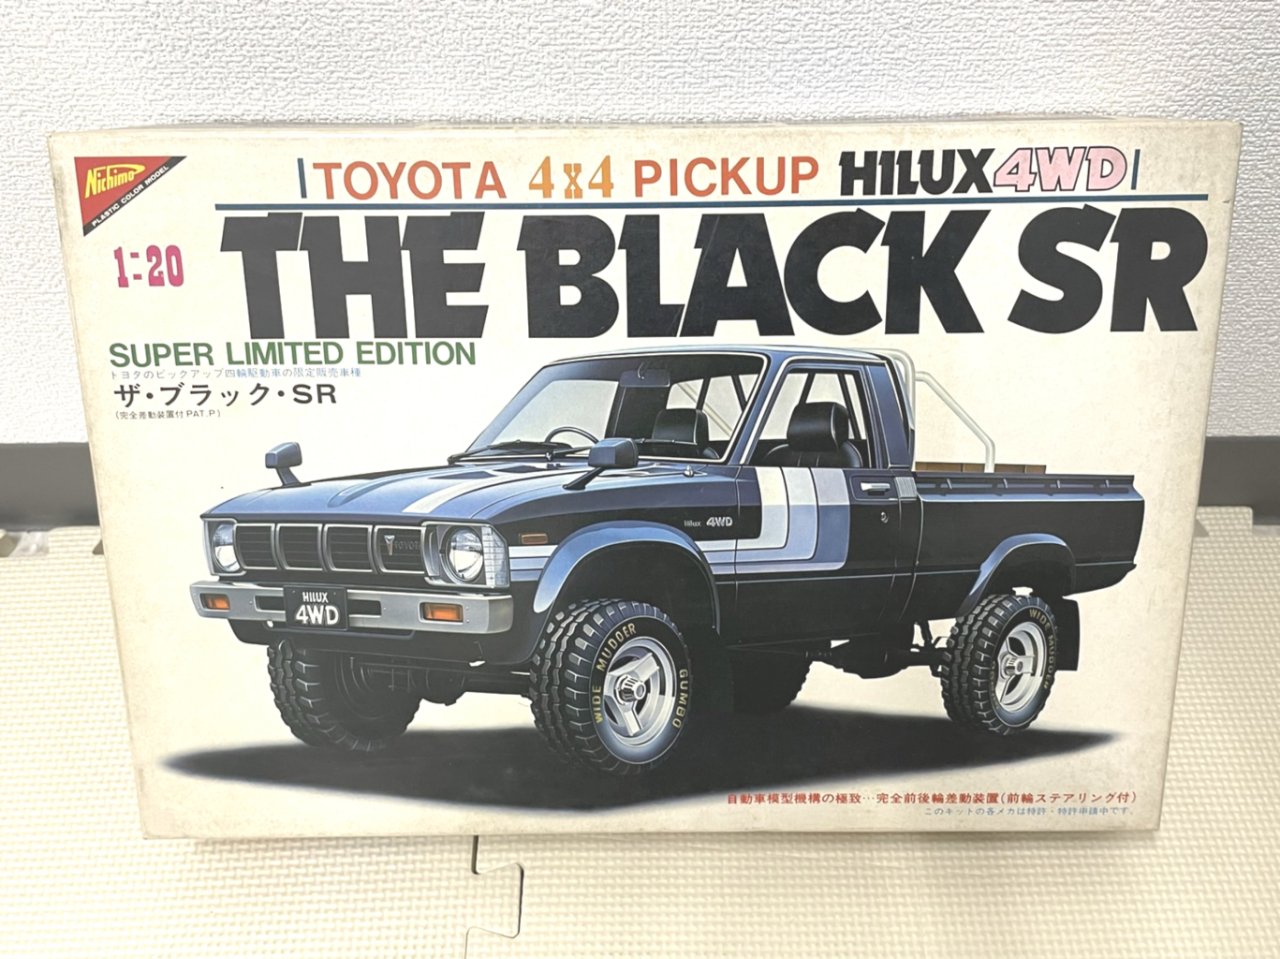 Nichimo
PLASTIC COLOR MODEL
TOYOTA 4x4 PICKUP HILUX 4WD
THE BLACK SR
1:20
SUPER LIMITED EDITION
トヨタのピックアップ四輪駆動車の限定販売車種
ザ・ブラック・SR
(完全差動装置付PAT.P)
Hilux 4WD
TOYOTA
HILUX
4WD
WIDE MUDDER GUMBO
WIDE MUDDER
自動車模型機構の極致…完全前後輪差動装置(前輪ステアリング付)
このキットの各メカは特許・特許申請中です。